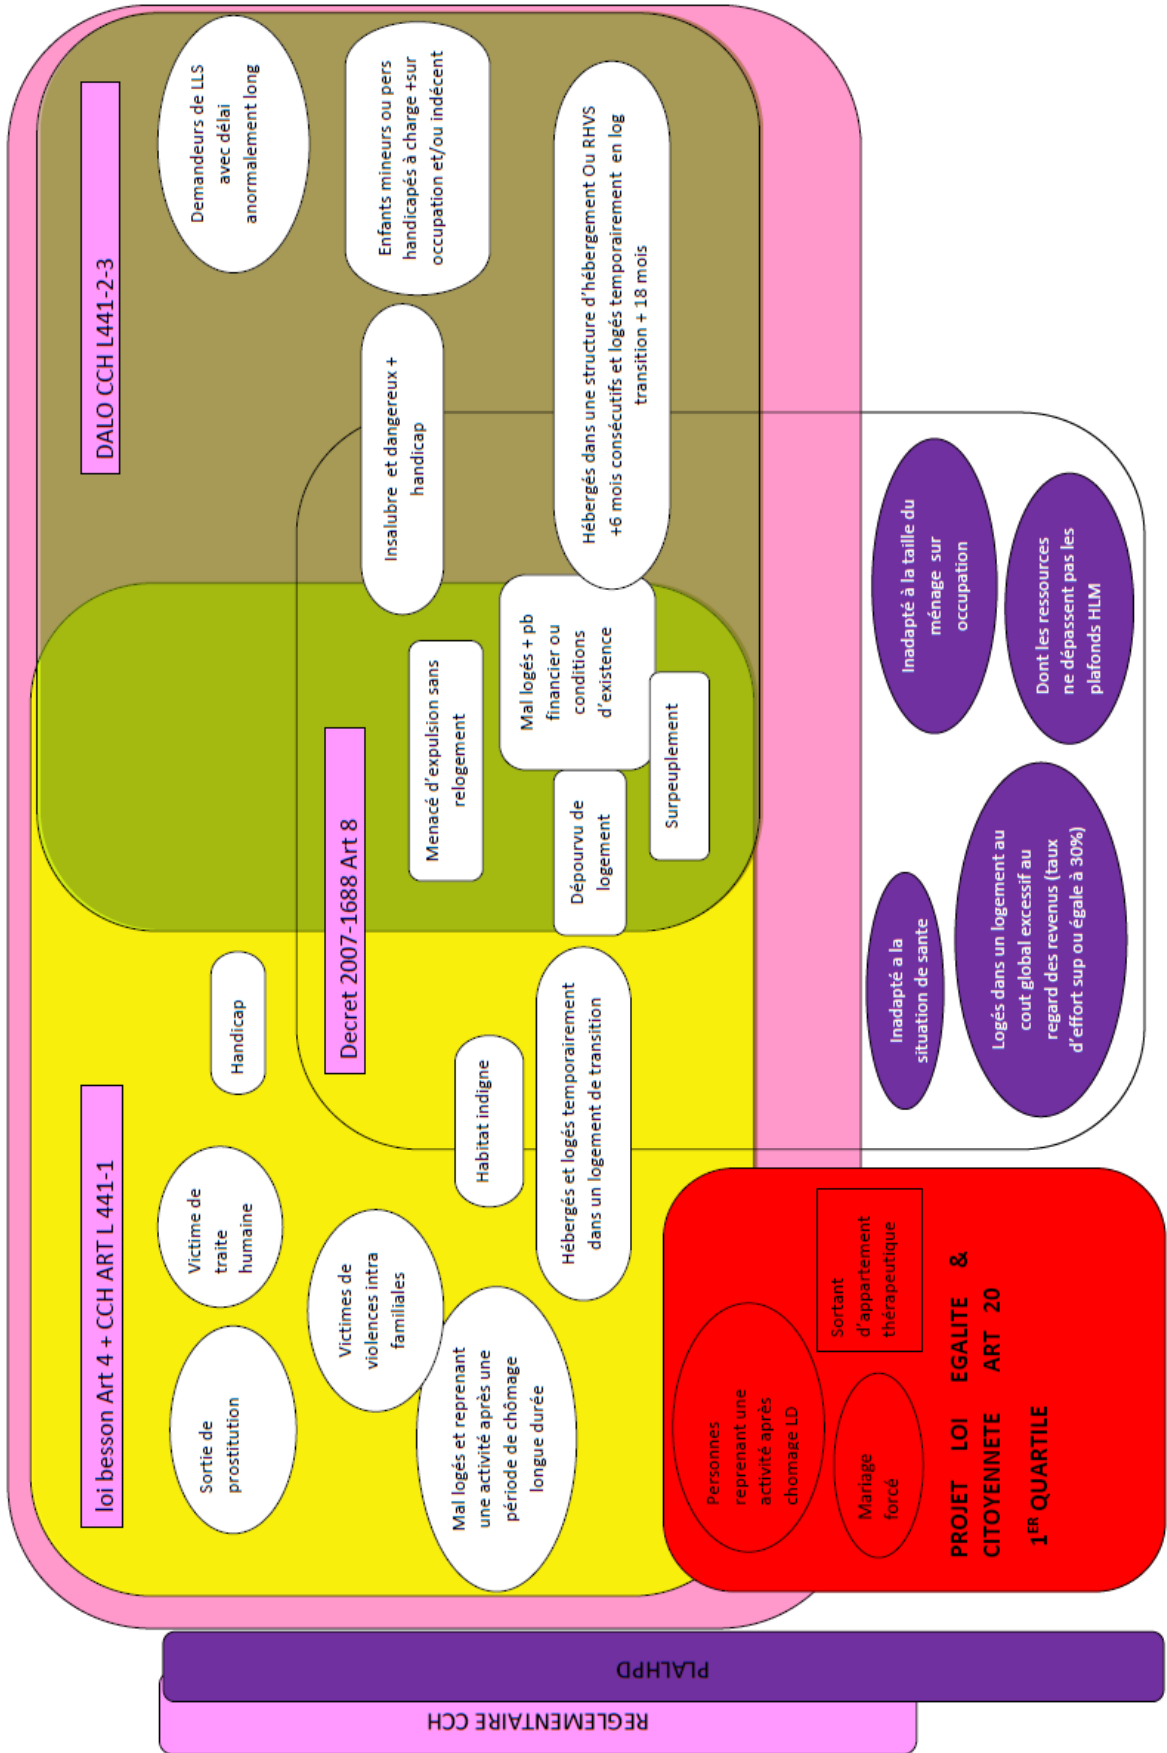 loi besson Art 4 + CCH ART L 441-1
DALO CCH L441-2-3
Decret 2007-1688 Art 8
Sortie de
prostitution
Victime de
traite
humaine
Handicap
Demandeurs de LLS
avec délai
anormalement long
Victimes de
violences intra
familiales
Enfants mineurs ou pers
handicapés à charge +sur
occupation et/ou indécent
Insalubre et dangereux +
handicap
Menacé d'expulsion sans
relogement
Mal logés et reprenant
une activité après une
période de chômage
longue durée
Habitat indigne
Hébergés et logés temporairement
dans un logement de transition
Dépourvu de
logement
Mal logés + pb
financier ou
conditions
d'existence
Surpeuplement
Hébergés dans une structure d'hébergement Ou RHVS
+6 mois consécutifs et logés temporairement en log
transition + 18 mois
Personnes
reprenant une
activité après
chomage LD
Sortant
d'appartement
thérapeutique
Mariage
forcé
PROJET LOI EGALITE &
CITOYENNETE ART 20
1ER QUARTILE
Inadapté a la
situation de sante
Inadapté à la taille du
ménage sur
occupation
Logés dans un logement au
cout global excessif au
regard des revenus (taux
d'effort sup ou égale à 30%)
Dont les ressources
ne dépassent pas les
plafonds HLM
PLALHPD
REGLEMENTAIRE CCH